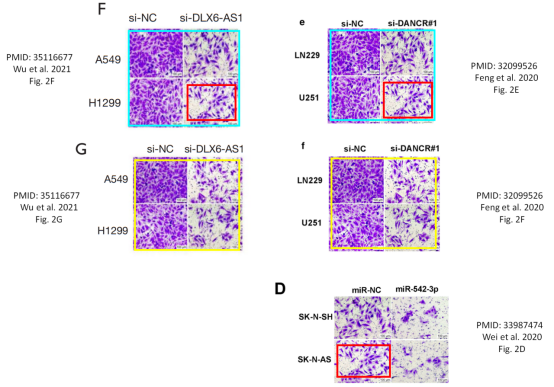 F
si-NC si-DLX6-AS1
PMID: 35116677
Wu et al. 2021
Fig. 2F
A549
H1299
e
si-NC si-DANCR#1
LN229
U251
PMID: 32099526
Feng et al. 2020
Fig. 2E
G
si-NC si-DLX6-AS1
PMID: 35116677
Wu et al. 2021
Fig. 2G
A549
H1299
f
si-NC si-DANCR#1
LN229
U251
PMID: 32099526
Feng et al. 2020
Fig. 2F
D
miR-NC miR-542-3p
SK-N-SH
SK-N-AS
PMID: 33987474
Wei et al. 2020
Fig. 2D